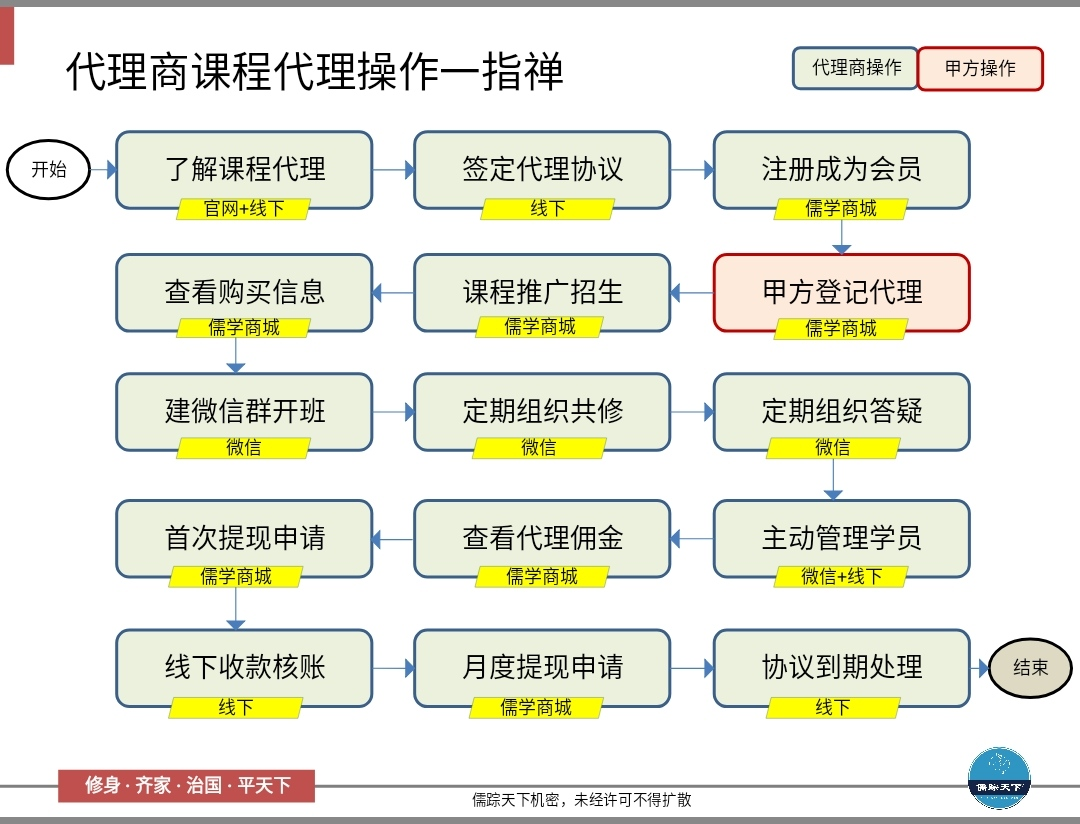 代理商课程代理操作一指禅
代理商操作
甲方操作
开始
了解课程代理
官网+线下
签定代理协议
线下
注册成为会员
儒学商城
甲方登记代理
儒学商城
课程推广招生
儒学商城
查看购买信息
儒学商城
建微信群开班
微信
定期组织共修
微信
定期组织答疑
微信
主动管理学员
微信+线下
查看代理佣金
儒学商城
首次提现申请
儒学商城
线下收款核账
线下
月度提现申请
儒学商城
协议到期处理
线下
结束
修身 · 齐家 · 治国 · 平天下
儒踪天下机密，未经许可不得扩散
儒踪天下